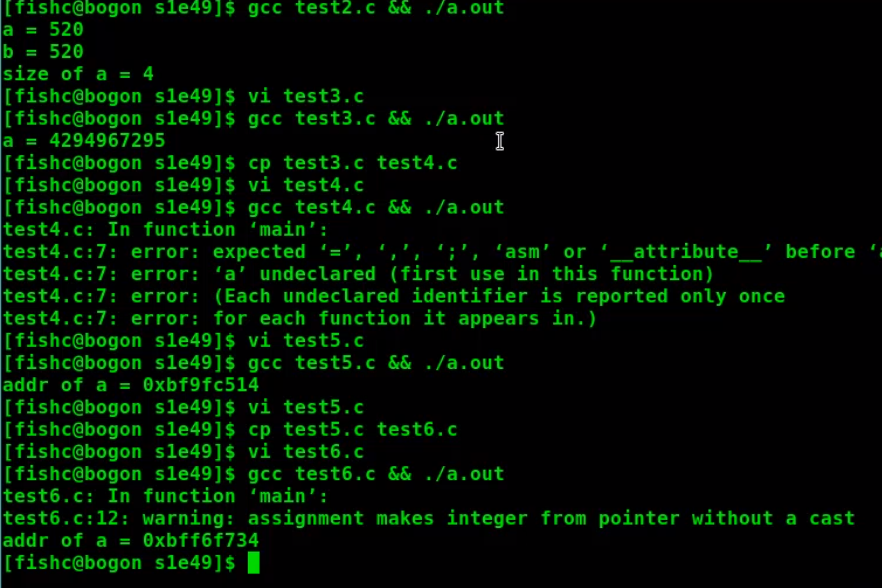 [fishc@bogon s1e49]$ gcc test2.c && ./a.out
a = 520
b = 520
size of a = 4
[fishc@bogon s1e49]$ vi test3.c
[fishc@bogon s1e49]$ gcc test3.c && ./a.out
a = 4294967295
[fishc@bogon s1e49]$ cp test3.c test4.c
[fishc@bogon s1e49]$ vi test4.c
[fishc@bogon s1e49]$ gcc test4.c && ./a.out
test4.c: In function ‘main’:
test4.c:7: error: expected ‘=’, ‘,’, ‘;’, ‘asm’ or ‘__attribute__’ before ‘a
test4.c:7: error: ‘a’ undeclared (first use in this function)
test4.c:7: error: (Each undeclared identifier is reported only once
test4.c:7: error: for each function it appears in.)
[fishc@bogon s1e49]$ vi test5.c
[fishc@bogon s1e49]$ gcc test5.c && ./a.out
addr of a = 0xbf9fc514
[fishc@bogon s1e49]$ vi test5.c
[fishc@bogon s1e49]$ cp test5.c test6.c
[fishc@bogon s1e49]$ vi test6.c
[fishc@bogon s1e49]$ gcc test6.c && ./a.out
test6.c: In function ‘main’:
test6.c:12: warning: assignment makes integer from pointer without a cast
addr of a = 0xbff6f734
[fishc@bogon s1e49]$